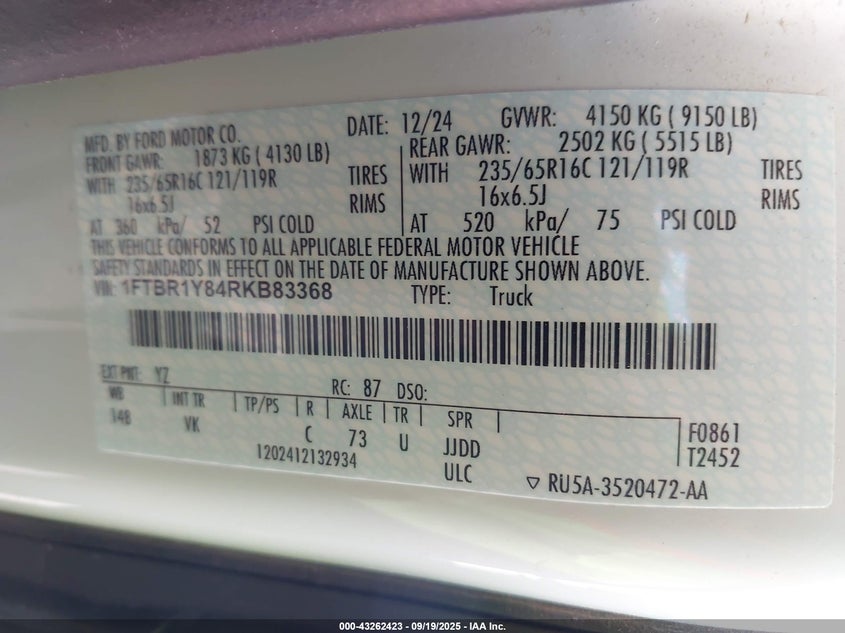 MFD. BY FORD MOTOR CO.
DATE: 12/24
GVWR: 4150 KG ( 9150 LB)
FRONT GAWR: 1873 KG ( 4130 LB)
REAR GAWR: 2502 KG ( 5515 LB)
WITH 235/65R16C 121/119R TIRES
WITH 235/65R16C 121/119R TIRES
16x6.5J RIMS
16x6.5J RIMS
AT 360 kPa/ 52 PSI COLD
AT 520 kPa/ 75 PSI COLD
THIS VEHICLE CONFORMS TO ALL APPLICABLE FEDERAL MOTOR VEHICLE
SAFETY STANDARDS IN EFFECT ON THE DATE OF MANUFACTURE SHOWN ABOVE.
VIN: 1FTBR1Y84RKB83368
TYPE: Truck
EXT PNT: YZ
RC: 87 DSO:
WB INT TR TP/PS R AXLE TR SPR
148 VK C 73 U JJDD
F0861
T2452
1202412132934
ULC
▽ RU5A-3520472-AA
000-43262423 - 09/19/2025 - IAA Inc.